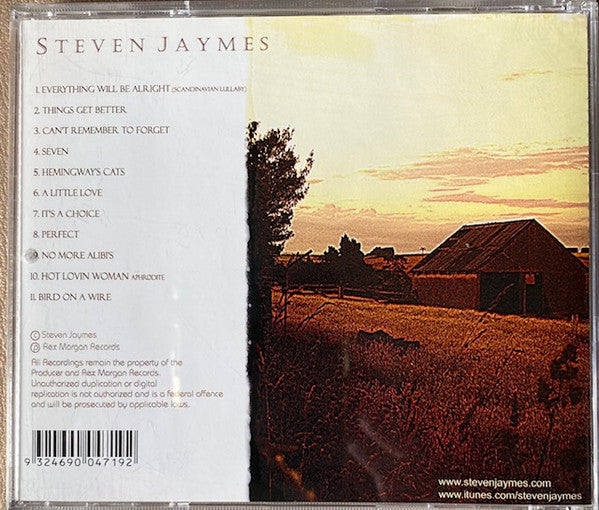 STEVEN JAYMES
1. EVERYTHING WILL BE ALRIGHT (SCANDINAVIAN LULLABY)
2. THINGS GET BETTER
3. CAN'T REMEMBER TO FORGET
4. SEVEN
5. HEMINGWAY'S CATS
6. A LITTLE LOVE
7. IT'S A CHOICE
8. PERFECT
9. NO MORE ALIBI'S
10. HOT LOVIN WOMAN APHRODITE
11. BIRD ON A WIRE
© Steven Jaymes
℗ Rex Morgan Records
All Recordings remain the property of the
Producer and Rex Morgan Records.
Unauthorized duplication or digital
replication is not authorized and is a federal offence
and will be prosecuted by applicable laws.
9 324690 047192
www.stevenjaymes.com
www.itunes.com/stevenjaymes